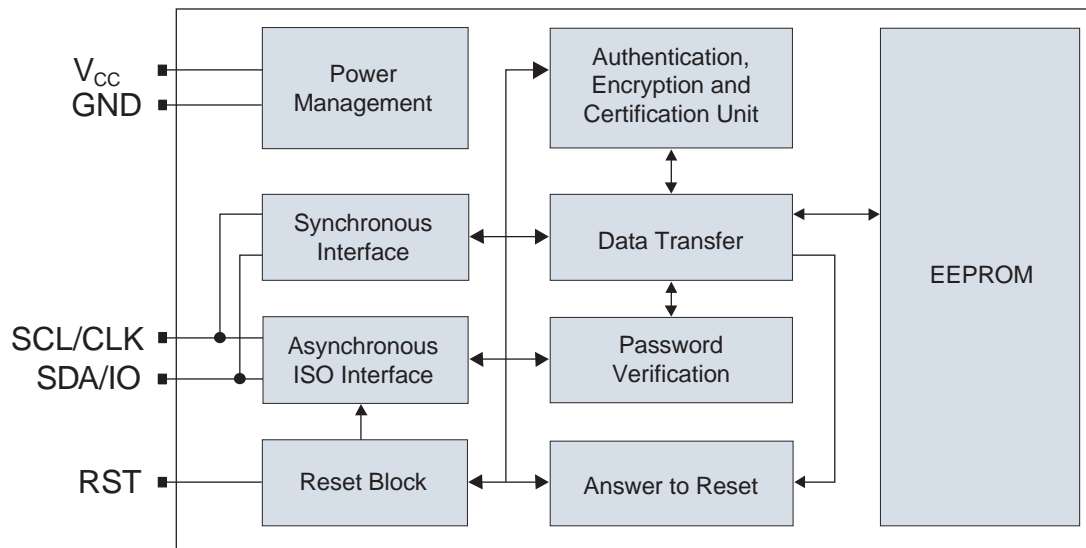 V_CC
GND
Power
Management
Authentication,
Encryption and
Certification Unit
Synchronous
Interface
Data Transfer
EEPROM
SCL/CLK
SDA/IO
Asynchronous
ISO Interface
Password
Verification
RST
Reset Block
Answer to Reset